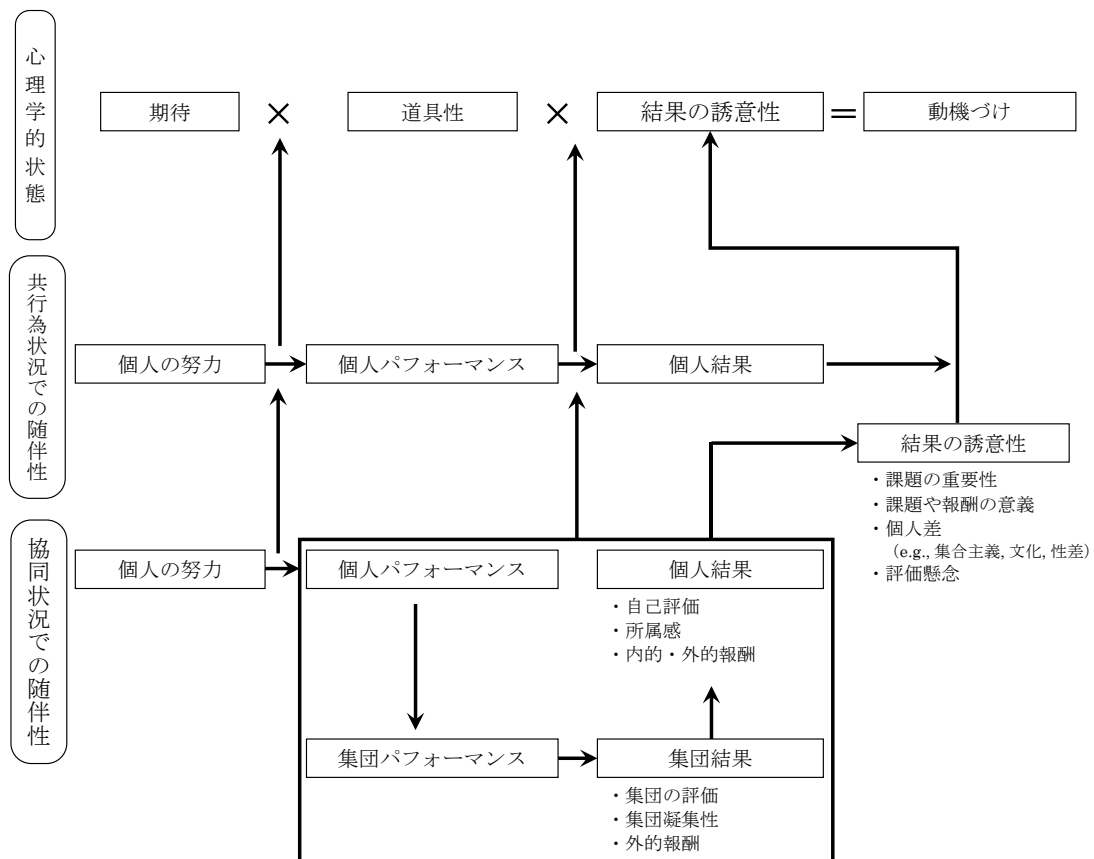 心理学的状態
期待
×
道具性
×
結果の誘意性
=
動機づけ
共行為状況での随伴性
個人の努力
個人パフォーマンス
個人結果
結果の誘意性
・課題の重要性
・課題や報酬の意義
・個人差
(e.g., 集合主義, 文化, 性差)
・評価懸念
協同状況での随伴性
個人の努力
個人パフォーマンス
個人結果
・自己評価
・所属感
・内的・外的報酬
集団パフォーマンス
集団結果
・集団の評価
・集団凝集性
・外的報酬